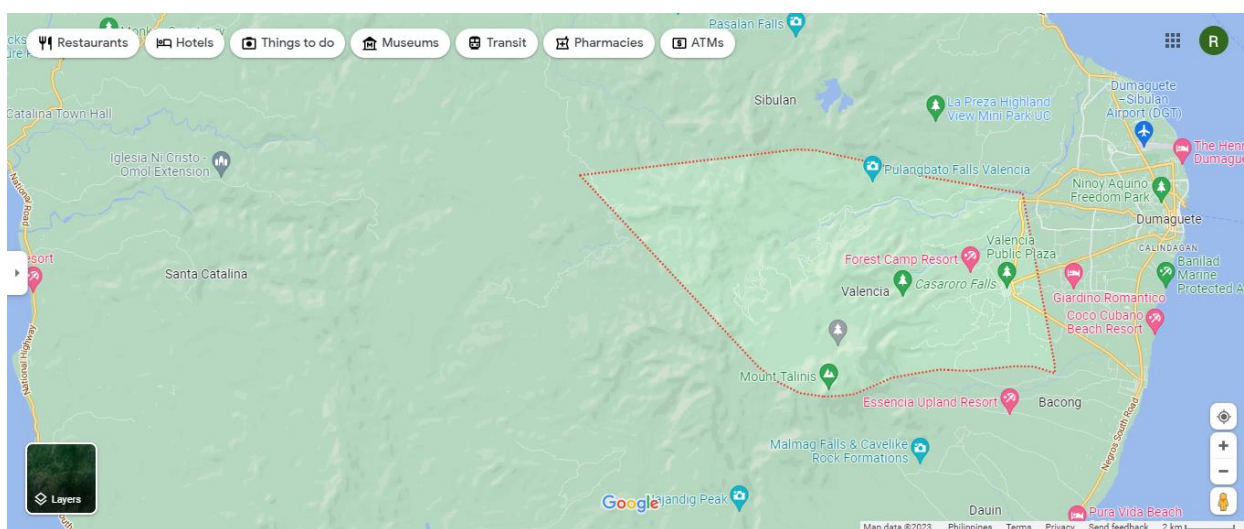 Pasalan Falls
Restaurants
Hotels
Things to do
Museums
Transit
Pharmacies
ATMs
R
Catalina Town Hall
Sibulan
La Preza Highland
View Mini Park UC
Dumaguete
–Sibulan
Airport (DGT)
The Henr
Dumague
Iglesia Ni Cristo -
Omol Extension
Pulangbato Falls Valencia
Ninoy Aquino
Freedom Park
National Road
Dumaguete
CALINDAGAN
Valencia
Public Plaza
Forest Camp Resort
Casaroro Falls
Banilad
Marine
Protected A
Santa Catalina
Valencia
Giardino Romantico
Coco Cubano
Beach Resort
National Highway
Mount Talinis
Essencia Upland Resort
Bacong
Negros South Road
Malmag Falls & Cavelike
Rock Formations
Layers
Google
ajandig Peak
Dauin
Pura Vida Beach
Map data ©2023
Philippines
Terms
Privacy
Send feedback
2 km